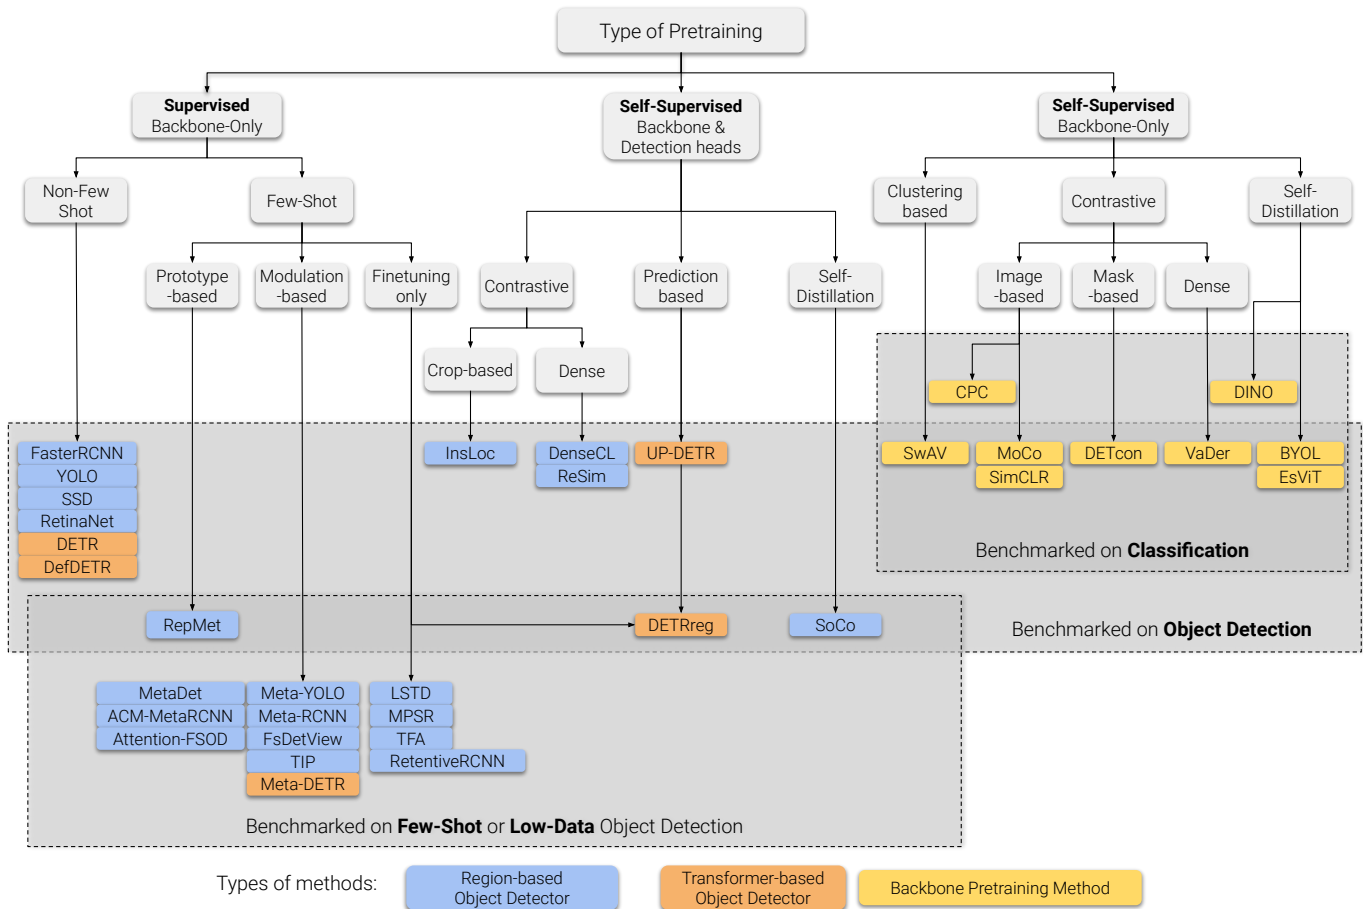 Type of Pretraining
Supervised
Backbone-Only
Self-Supervised
Backbone &
Detection heads
Self-Supervised
Backbone-Only
Non-Few
Shot
Few-Shot
Clustering
based
Contrastive
Self-
Distillation
Prototype
-based
Modulation
-based
Finetuning
only
Contrastive
Prediction
based
Self-
Distillation
Image
-based
Mask
-based
Dense
Crop-based
Dense
CPC
DINO
FasterRCNN
YOLO
SSD
RetinaNet
DETR
DefDETR
InsLoc
DenseCL
ReSim
UP-DETR
SwAV
MoCo
SimCLR
DETcon
VaDer
BYOL
EsViT
Benchmarked on Classification
RepMet
DETRreg
SoCo
Benchmarked on Object Detection
MetaDet
ACM-MetaRCNN
Attention-FSOD
Meta-YOLO
Meta-RCNN
FsDetView
TIP
Meta-DETR
LSTD
MPSR
TFA
RetentiveRCNN
Benchmarked on Few-Shot or Low-Data Object Detection
Types of methods:
Region-based
Object Detector
Transformer-based
Object Detector
Backbone Pretraining Method